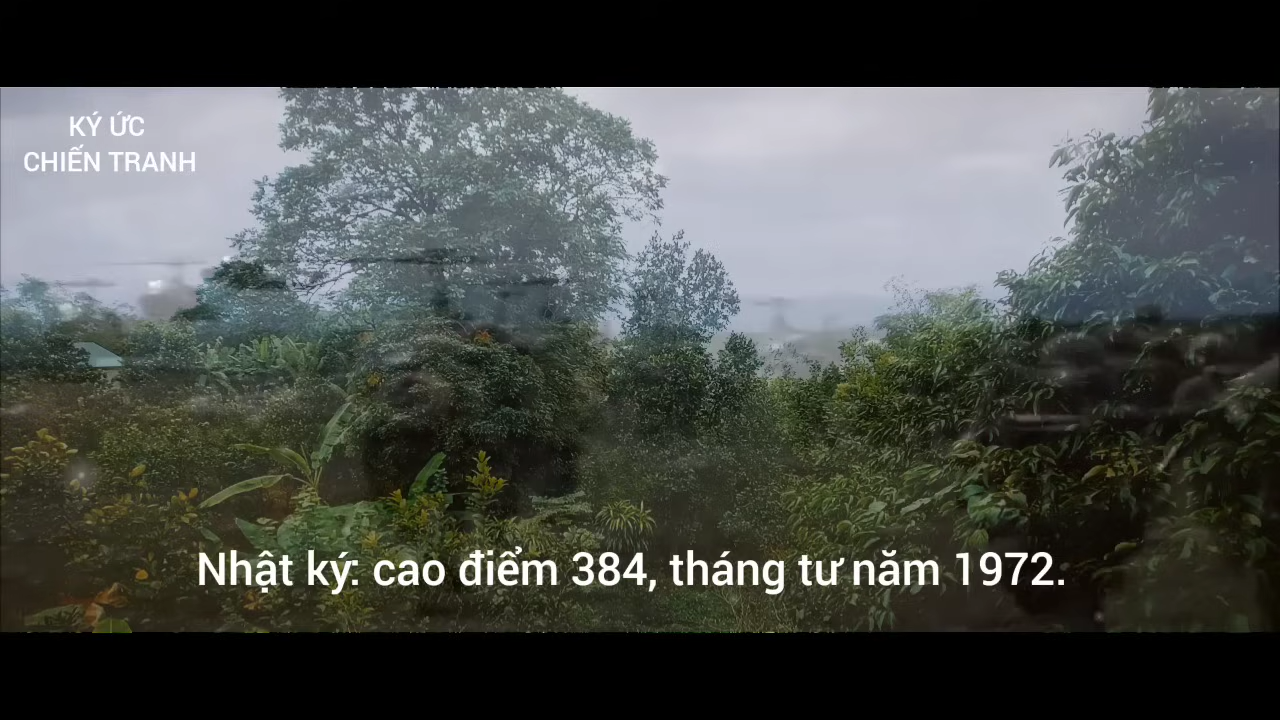 KÝ ỨC
CHIẾN TRANH
Nhật ký: cao điểm 384, tháng tư năm 1972.